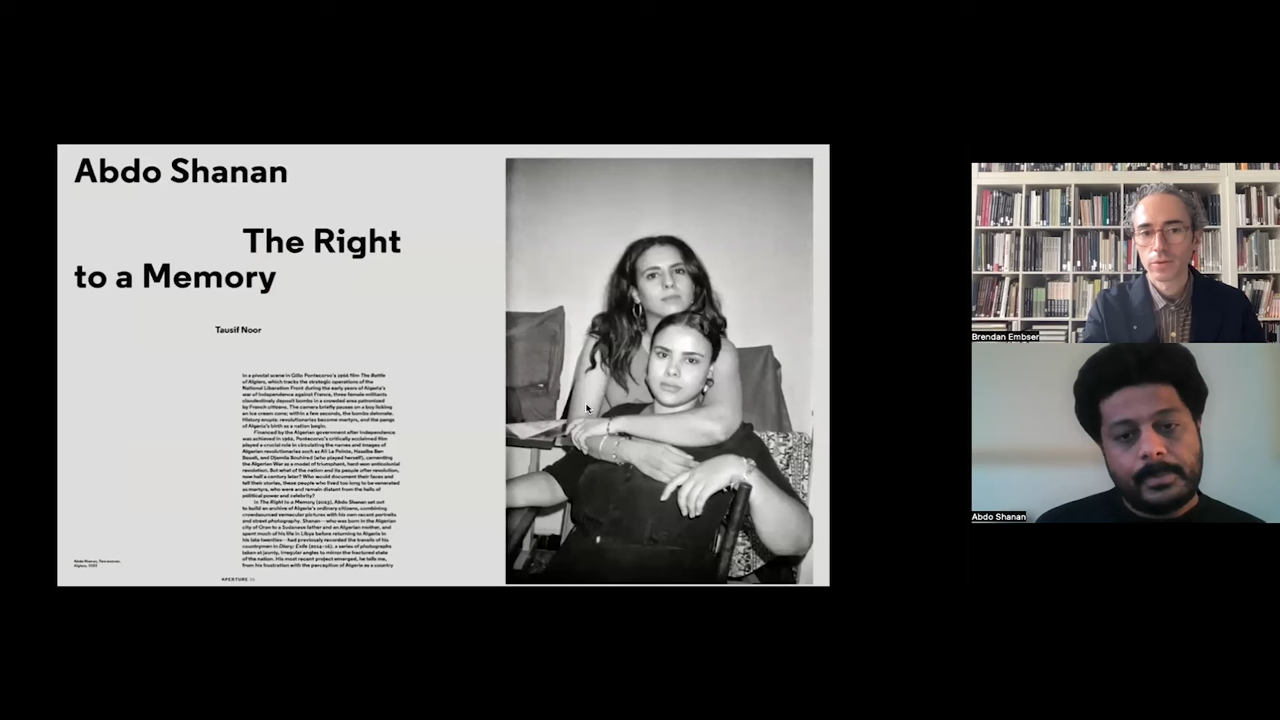 Abdo Shanan
The Right
to a Memory
Tausif Noor
In a pivotal scene in Gillo Pontecorvo's 1966 film The Battle
of Algiers, which tracks the strategic operations of the
National Liberation Front during the early years of Algeria's
war of independence against France, three female militants
clandestinely deposit bombs in a crowded area patronized
by French citizens. The camera briefly pauses on a boy licking
an ice cream cone; within a few seconds, the bombs detonate.
History erupts: revolutionaries become martyrs, and the pangs
of Algeria's birth as a nation begin.
Financed by the Algerian government after independence
was achieved in 1962, Pontecorvo's critically acclaimed film
played a crucial role in circulating the names and images of
Algerian revolutionaries such as Ali La Pointe, Hassiba Ben
Bouali, and Djamila Bouhired (who played herself), cementing
the Algerian War as a model of triumphant, hard-won anticolonial
revolution. But what of the nation and its people after revolution,
now half a century later? Who would document their faces and
tell their stories, these people who lived too long to be venerated
as martyrs, who were and remain distant from the halls of
political power and celebrity?
In The Right to a Memory (2023), Abdo Shanan set out
to build an archive of Algeria's ordinary citizens, combining
crowdsourced vernacular pictures with his own recent portraits
and street photography. Shanan—who was born in the Algerian
city of Oran to a Sudanese father and an Algerian mother, and
spent much of his life in Libya before returning to Algeria in
his late twenties—had previously recorded the travails of his
countrymen in Diary: Exile (2014–16), a series of photographs
taken at jaunty, irregular angles to mirror the fractured state
of the nation. His most recent project emerged, he tells me,
from his frustration with the perception of Algeria as a country
Abdo Shanan,
Algiers,
APERTURE
Brendan Embser
Abdo Shanan